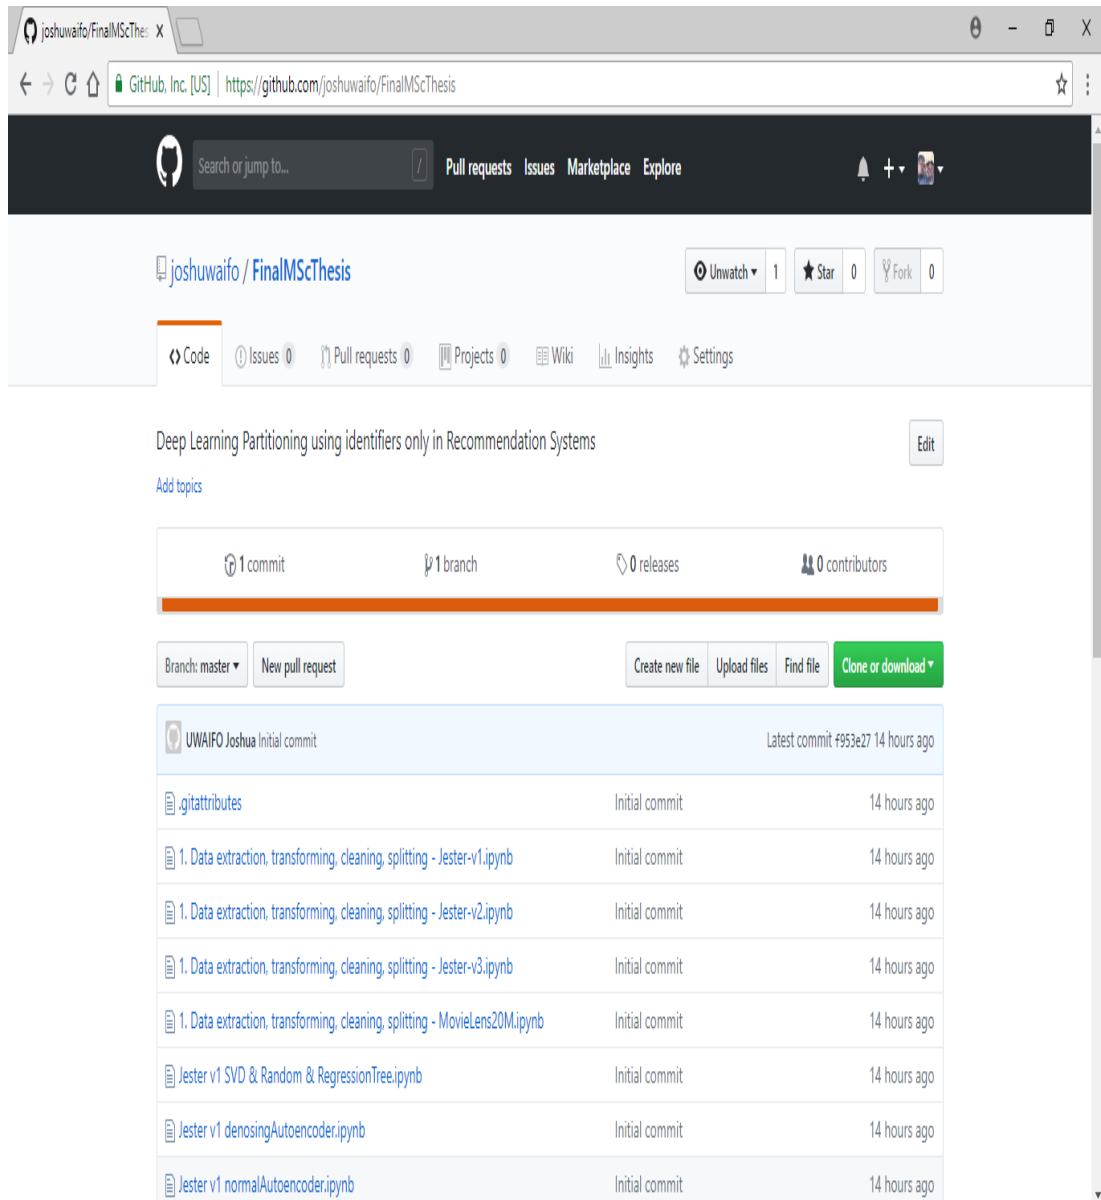 joshuwaifo/FinalMScThes
GitHub, Inc. [US] https://github.com/joshuwaifo/FinalMScThesis
Search or jump to... / Pull requests Issues Marketplace Explore
joshuwaifo / FinalMScThesis Unwatch 1 Star 0 Fork 0
Code Issues 0 Pull requests 0 Projects 0 Wiki Insights Settings
Deep Learning Partitioning using identifiers only in Recommendation Systems Edit
Add topics
1 commit 1 branch 0 releases 0 contributors
Branch: master New pull request Create new file Upload files Find file Clone or download
UWAIFO Joshua Initial commit Latest commit f953e27 14 hours ago
.gitattributes Initial commit 14 hours ago
1. Data extraction, transforming, cleaning, splitting - Jester-v1.ipynb Initial commit 14 hours ago
1. Data extraction, transforming, cleaning, splitting - Jester-v2.ipynb Initial commit 14 hours ago
1. Data extraction, transforming, cleaning, splitting - Jester-v3.ipynb Initial commit 14 hours ago
1. Data extraction, transforming, cleaning, splitting - MovieLens20M.ipynb Initial commit 14 hours ago
Jester v1 SVD & Random & RegressionTree.ipynb Initial commit 14 hours ago
Jester v1 denosingAutoencoder.ipynb Initial commit 14 hours ago
Jester v1 normalAutoencoder.ipynb Initial commit 14 hours ago